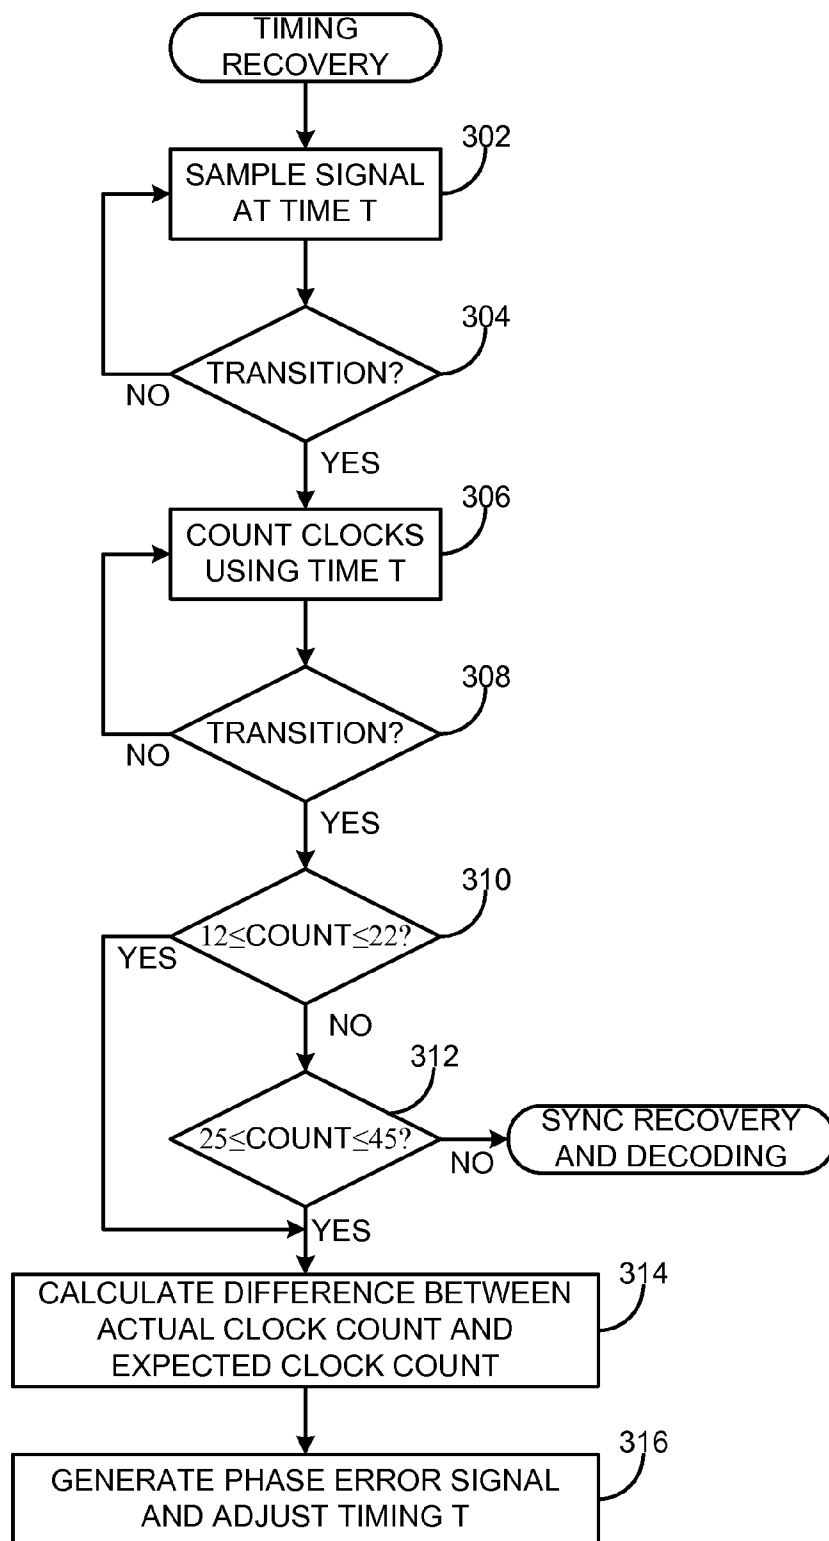 TIMING
RECOVERY
302
SAMPLE SIGNAL
AT TIME T
304
TRANSITION?
NO
YES
306
COUNT CLOCKS
USING TIME T
308
TRANSITION?
NO
YES
310
12≤COUNT≤22?
YES
NO
312
25≤COUNT≤45?
NO
SYNC RECOVERY
AND DECODING
YES
314
CALCULATE DIFFERENCE BETWEEN
ACTUAL CLOCK COUNT AND
EXPECTED CLOCK COUNT
316
GENERATE PHASE ERROR SIGNAL
AND ADJUST TIMING T